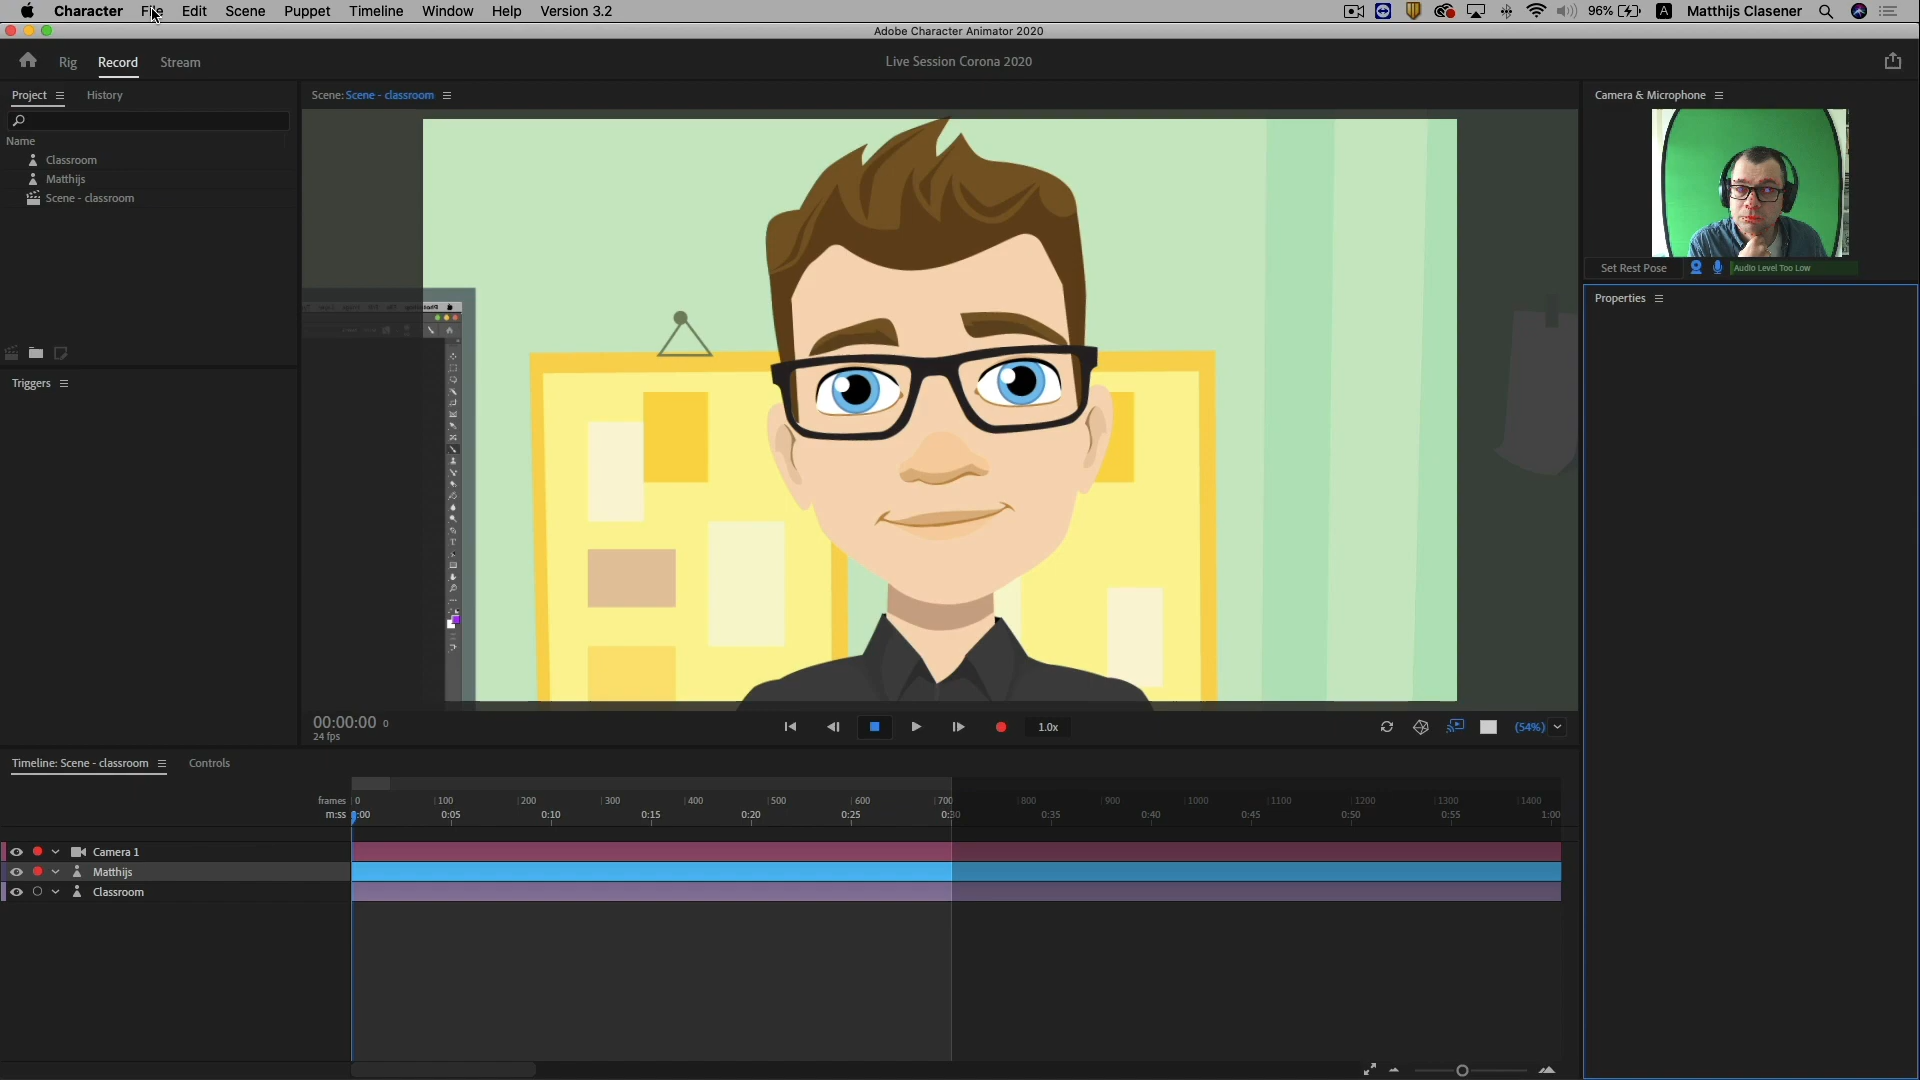 Character File Edit Scene Puppet Timeline Window Help Version 3.2 96% A Matthijs Clasener
Adobe Character Animator 2020
Rig Record Stream Live Session Corona 2020
Project History
Scene: Scene - classroom
Camera & Microphone
Name
Classroom
Matthijs
Scene - classroom
Set Rest Pose Audio Level Too Low
Properties
Triggers
00:00:00 0
24 fps
1.0x
(54%)
Timeline: Scene - classroom Controls
frames 0 100 200 300 400 500 600 700 800 900 1000 1100 1200 1300 1400
m:ss 0:00 0:05 0:10 0:15 0:20 0:25 0:30 0:35 0:40 0:45 0:50 0:55 1:00
Camera 1
Matthijs
Classroom